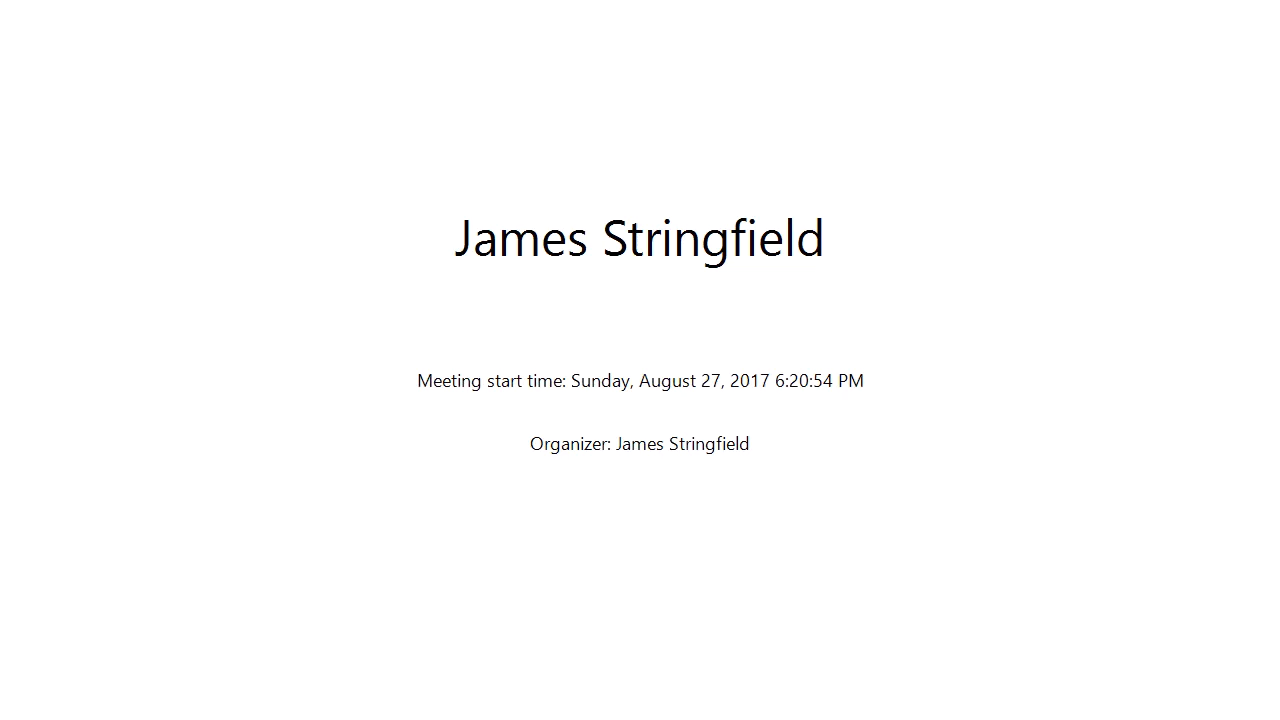 James Stringfield
Meeting start time: Sunday, August 27, 2017 6:20:54 PM
Organizer: James Stringfield